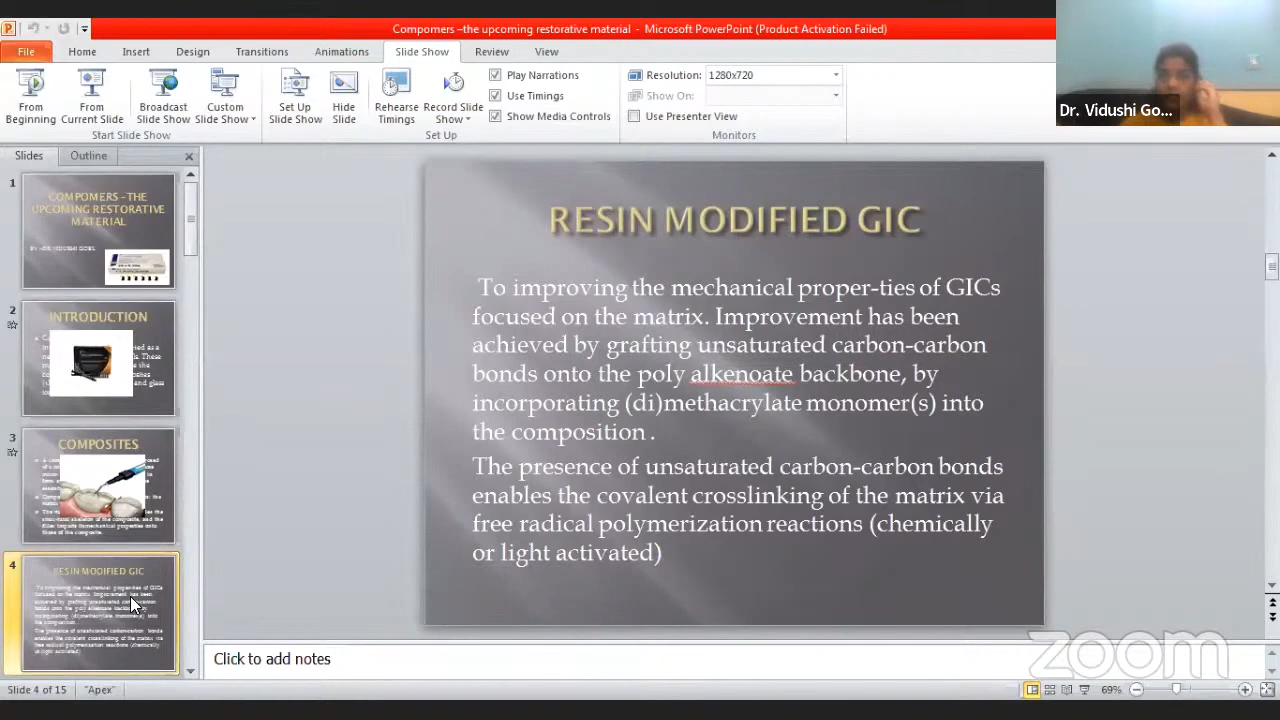 Compomers –the upcoming restorative material - Microsoft PowerPoint (Product Activation Failed)
File Home Insert Design Transitions Animations Slide Show Review View
From Beginning
From Current Slide
Broadcast Slide Show
Custom Slide Show
Set Up Slide Show
Hide Slide
Rehearse Timings
Record Slide Show
Play Narrations
Use Timings
Show Media Controls
Resolution: 1280x720
Show On:
Use Presenter View
Start Slide Show
Set Up
Monitors
Dr. Vidushi Go...
Slides Outline
1
COMPOMERS –THE
UPCOMING RESTORATIVE
MATERIAL
2
INTRODUCTION
3
COMPOSITES
4
RESIN MODIFIED GIC
RESIN MODIFIED GIC
To improving the mechanical proper-ties of GICs
focused on the matrix. Improvement has been
achieved by grafting unsaturated carbon-carbon
bonds onto the poly alkenoate backbone, by
incorporating (di)methacrylate monomer(s) into
the composition .
The presence of unsaturated carbon-carbon bonds
enables the covalent crosslinking of the matrix via
free radical polymerization reactions (chemically
or light activated)
Click to add notes
zoom
Slide 4 of 15 "Apex" 69%